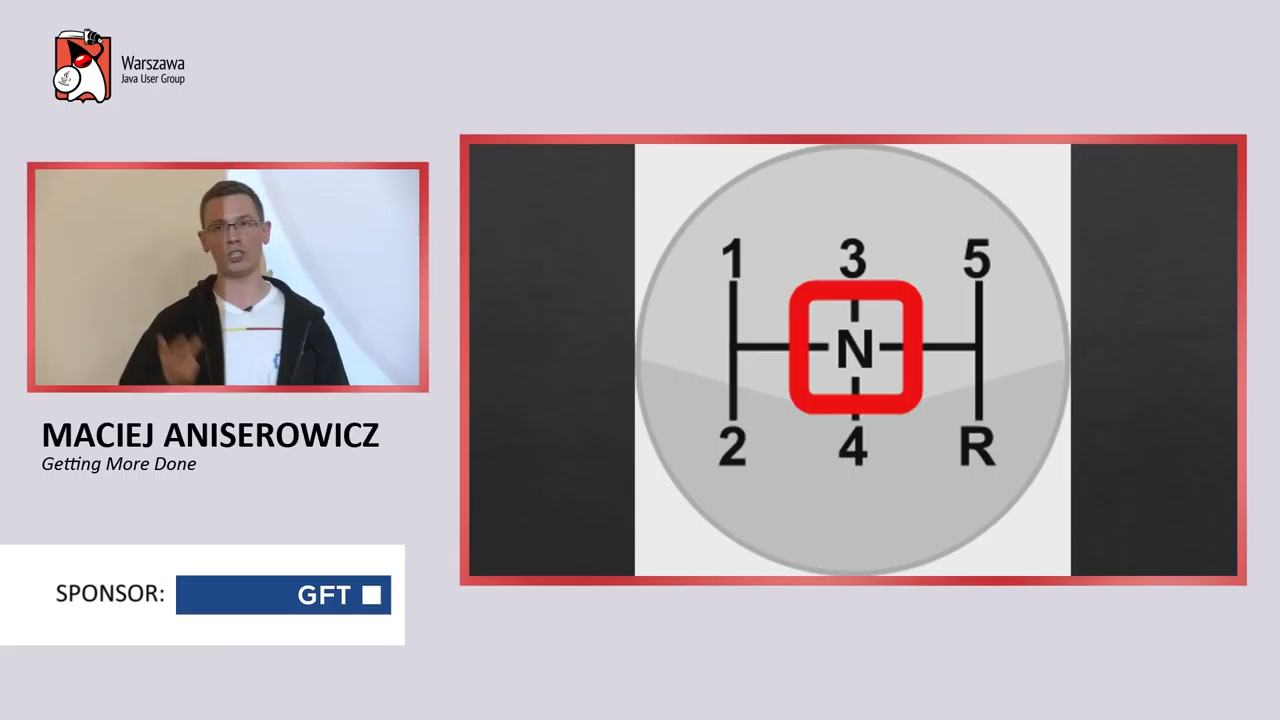 Warszawa
Java User Group
1 3 5
N
2 4 R
MACIEJ ANISEROWICZ
Getting More Done
SPONSOR: GFT